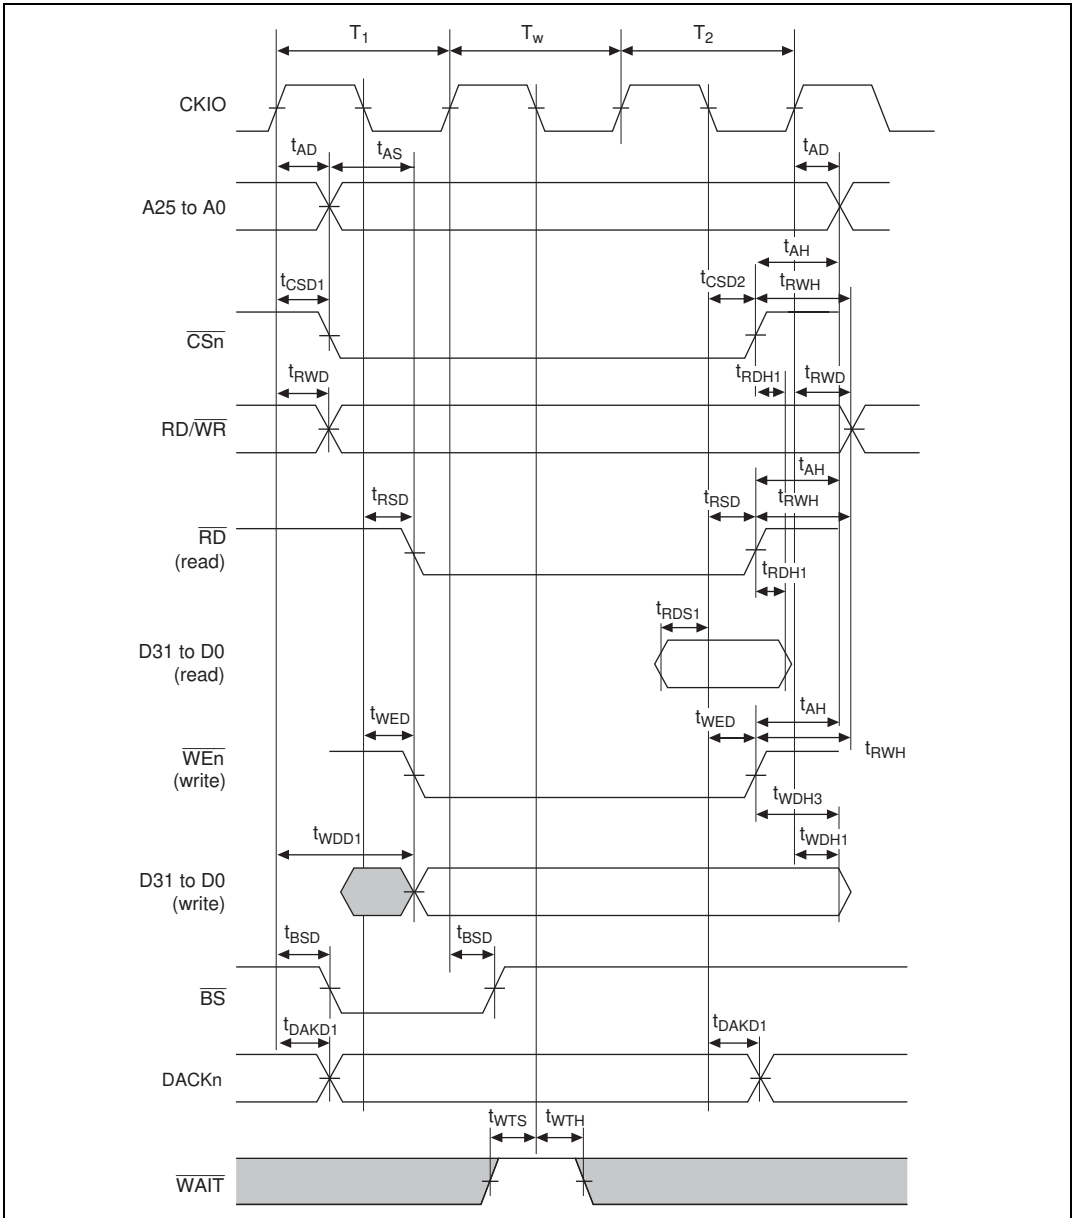 T1 Tw T2
CKIO
tAD tAS tAD
A25 to A0
tAH
tCSD1 tCSD2 tRWH
CSn
tRWD tRDH1 tRWD
RD/WR
tAH
tRSD tRSD tRWH
RD
(read)
tRDH1
tRDS1
D31 to D0
(read)
tWED tWED tAH
tRWH
WEn
(write)
tWDH3
tWDD1 tWDH1
D31 to D0
(write)
tBSD tBSD
BS
tDAKD1 tDAKD1
DACKn
tWTS tWTH
WAIT